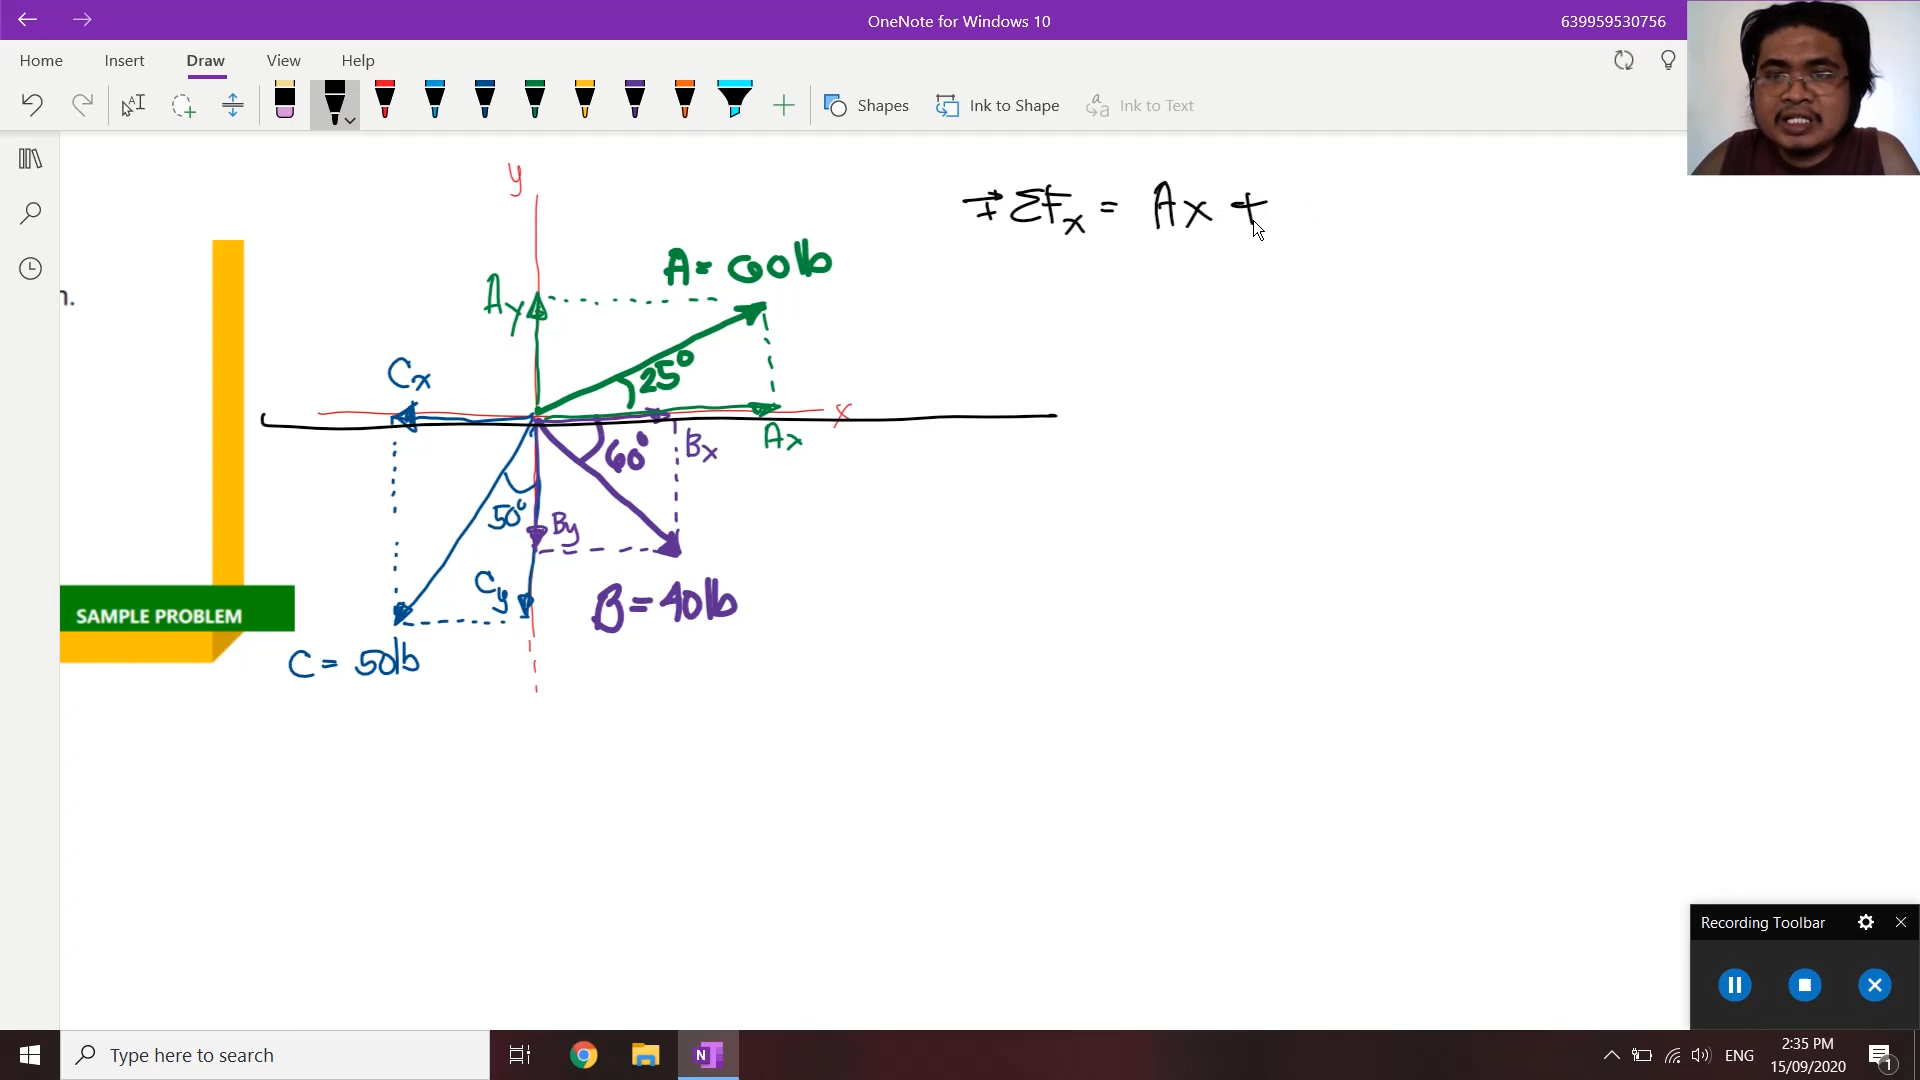 OneNote for Windows 10
639959530756
Home Insert Draw View Help
Shapes Ink to Shape Ink to Text
y
→+ ΣFx = Ax +
A = 60lb
Ay
n.
25°
Cx
x
Ax
60°
Bx
50°
By
Cy
B = 40lb
SAMPLE PROBLEM
C = 50lb
Recording Toolbar
Type here to search
N
ENG
2:35 PM
15/09/2020
1